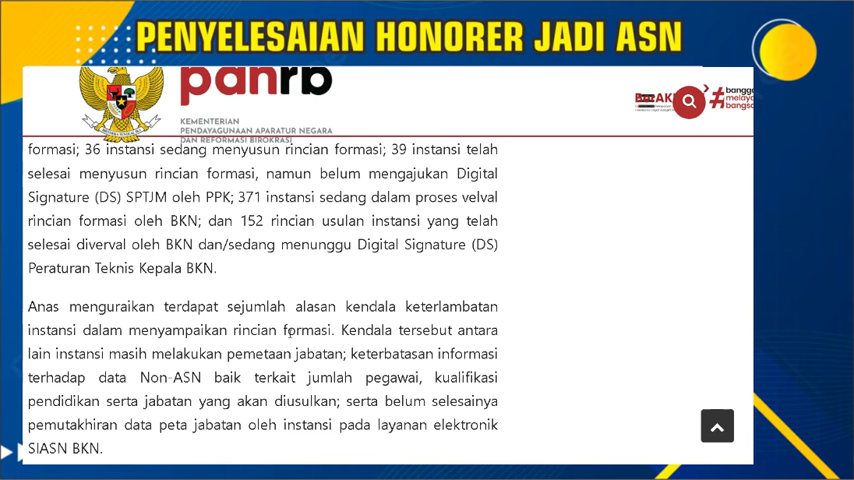 PENYELESAIAN HONORER JADI ASN
panrb
KEMENTERIAN
PENDAYAGUNAAN APARATUR NEGARA
DAN REFORMASI BIROKRASI
#
bangga
melaya
bangsa
formasi; 36 instansi sedang menyusun rincian formasi; 39 instansi telah
selesai menyusun rincian formasi, namun belum mengajukan Digital
Signature (DS) SPTJM oleh PPK; 371 instansi sedang dalam proses velval
rincian formasi oleh BKN; dan 152 rincian usulan instansi yang telah
selesai diverval oleh BKN dan/sedang menunggu Digital Signature (DS)
Peraturan Teknis Kepala BKN.
Anas menguraikan terdapat sejumlah alasan kendala keterlambatan
instansi dalam menyampaikan rincian formasi. Kendala tersebut antara
lain instansi masih melakukan pemetaan jabatan; keterbatasan informasi
terhadap data Non-ASN baik terkait jumlah pegawai, kualifikasi
pendidikan serta jabatan yang akan diusulkan; serta belum selesainya
pemutakhiran data peta jabatan oleh instansi pada layanan elektronik
SIASN BKN.